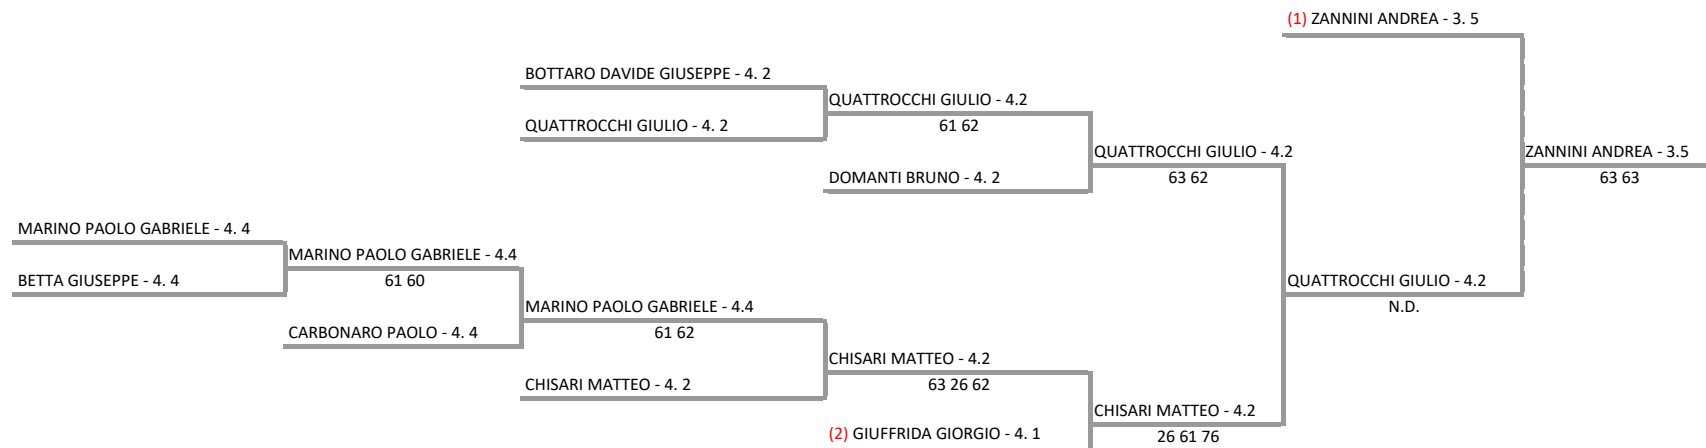 (1) ZANNINI ANDREA - 3. 5
BOTTARO DAVIDE GIUSEPPE - 4. 2
QUATTROCCHI GIULIO - 4.2
QUATTROCCHI GIULIO - 4. 2
61 62
QUATTROCCHI GIULIO - 4.2
ZANNINI ANDREA - 3.5
DOMANTI BRUNO - 4. 2
63 62
63 63
MARINO PAOLO GABRIELE - 4. 4
MARINO PAOLO GABRIELE - 4.4
BETTA GIUSEPPE - 4. 4
61 60
QUATTROCCHI GIULIO - 4.2
MARINO PAOLO GABRIELE - 4.4
N.D.
CARBONARO PAOLO - 4. 4
61 62
CHISARI MATTEO - 4.2
CHISARI MATTEO - 4. 2
63 26 62
CHISARI MATTEO - 4.2
(2) GIUFFRIDA GIORGIO - 4. 1
26 61 76